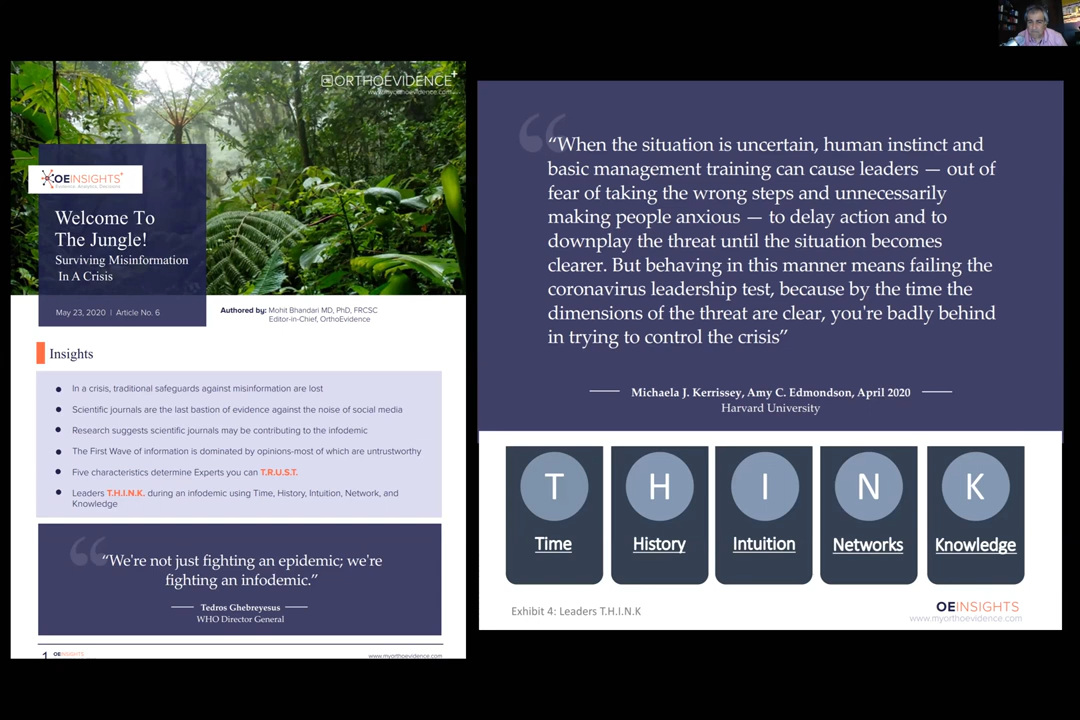 ORTHOEVIDENCE+
www.myorthoevidence.com
OEINSIGHTS+
Welcome To
The Jungle!
Surviving Misinformation
In A Crisis
May 23, 2020 | Article No. 6
Authored by: Mohit Bhandari MD, PhD, FRCSC
Editor-in-Chief, OrthoEvidence
Insights
In a crisis, traditional safeguards against misinformation are lost
Scientific journals are the last bastion of evidence against the noise of social media
Research suggests scientific journals may be contributing to the infodemic
The First Wave of information is dominated by opinions-most of which are untrustworthy
Five characteristics determine Experts you can T.R.U.S.T.
Leaders T.H.I.N.K. during an infodemic using Time, History, Intuition, Network, and
Knowledge
“We're not just fighting an epidemic; we're
fighting an infodemic.”
Tedros Ghebreyesus
WHO Director General
1 OEINSIGHTS
www.myorthoevidence.com
“When the situation is uncertain, human instinct and
basic management training can cause leaders — out of
fear of taking the wrong steps and unnecessarily
making people anxious — to delay action and to
downplay the threat until the situation becomes
clearer. But behaving in this manner means failing the
coronavirus leadership test, because by the time the
dimensions of the threat are clear, you're badly behind
in trying to control the crisis”
Michaela J. Kerrissey, Amy C. Edmondson, April 2020
Harvard University
T H I N K
Time History Intuition Networks Knowledge
Exhibit 4: Leaders T.H.I.N.K
OEINSIGHTS
www.myorthoevidence.com